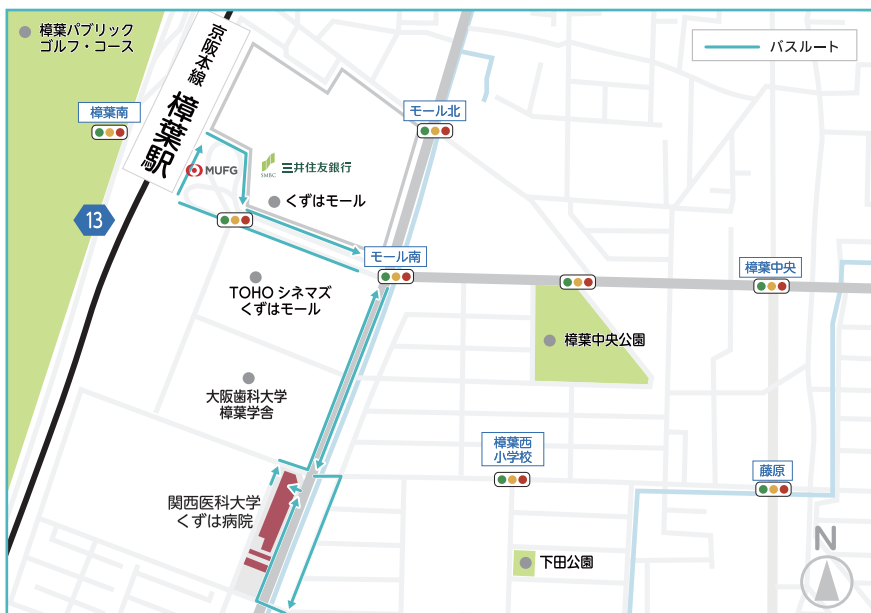 樟葉パブリック
ゴルフ・コース
京阪本線 樟葉駅
バスルート
樟葉南
モール北
MUFG
SMBC
三井住友銀行
くずはモール
13
モール南
樟葉中央
TOHO シネマズ
くずはモール
樟葉中央公園
大阪歯科大学
樟葉学舎
樟葉西
小学校
藤原
関西医科大学
くずは病院
下田公園
N